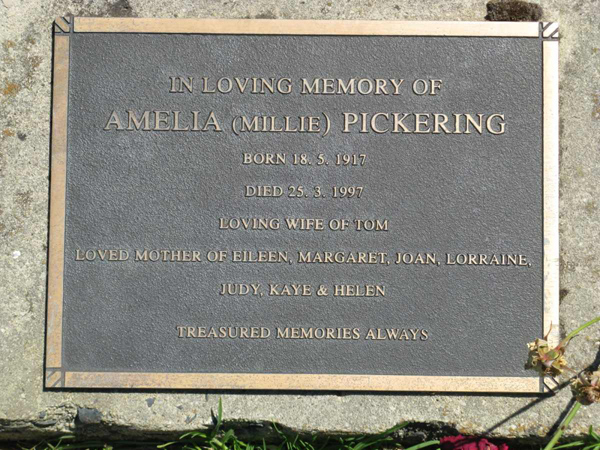 IN LOVING MEMORY OF
AMELIA (MILLIE) PICKERING
BORN 18. 5. 1917
DIED 25. 3. 1997
LOVING WIFE OF TOM
LOVED MOTHER OF EILEEN, MARGARET, JOAN, LORRAINE,
JUDY, KAYE & HELEN
TREASURED MEMORIES ALWAYS